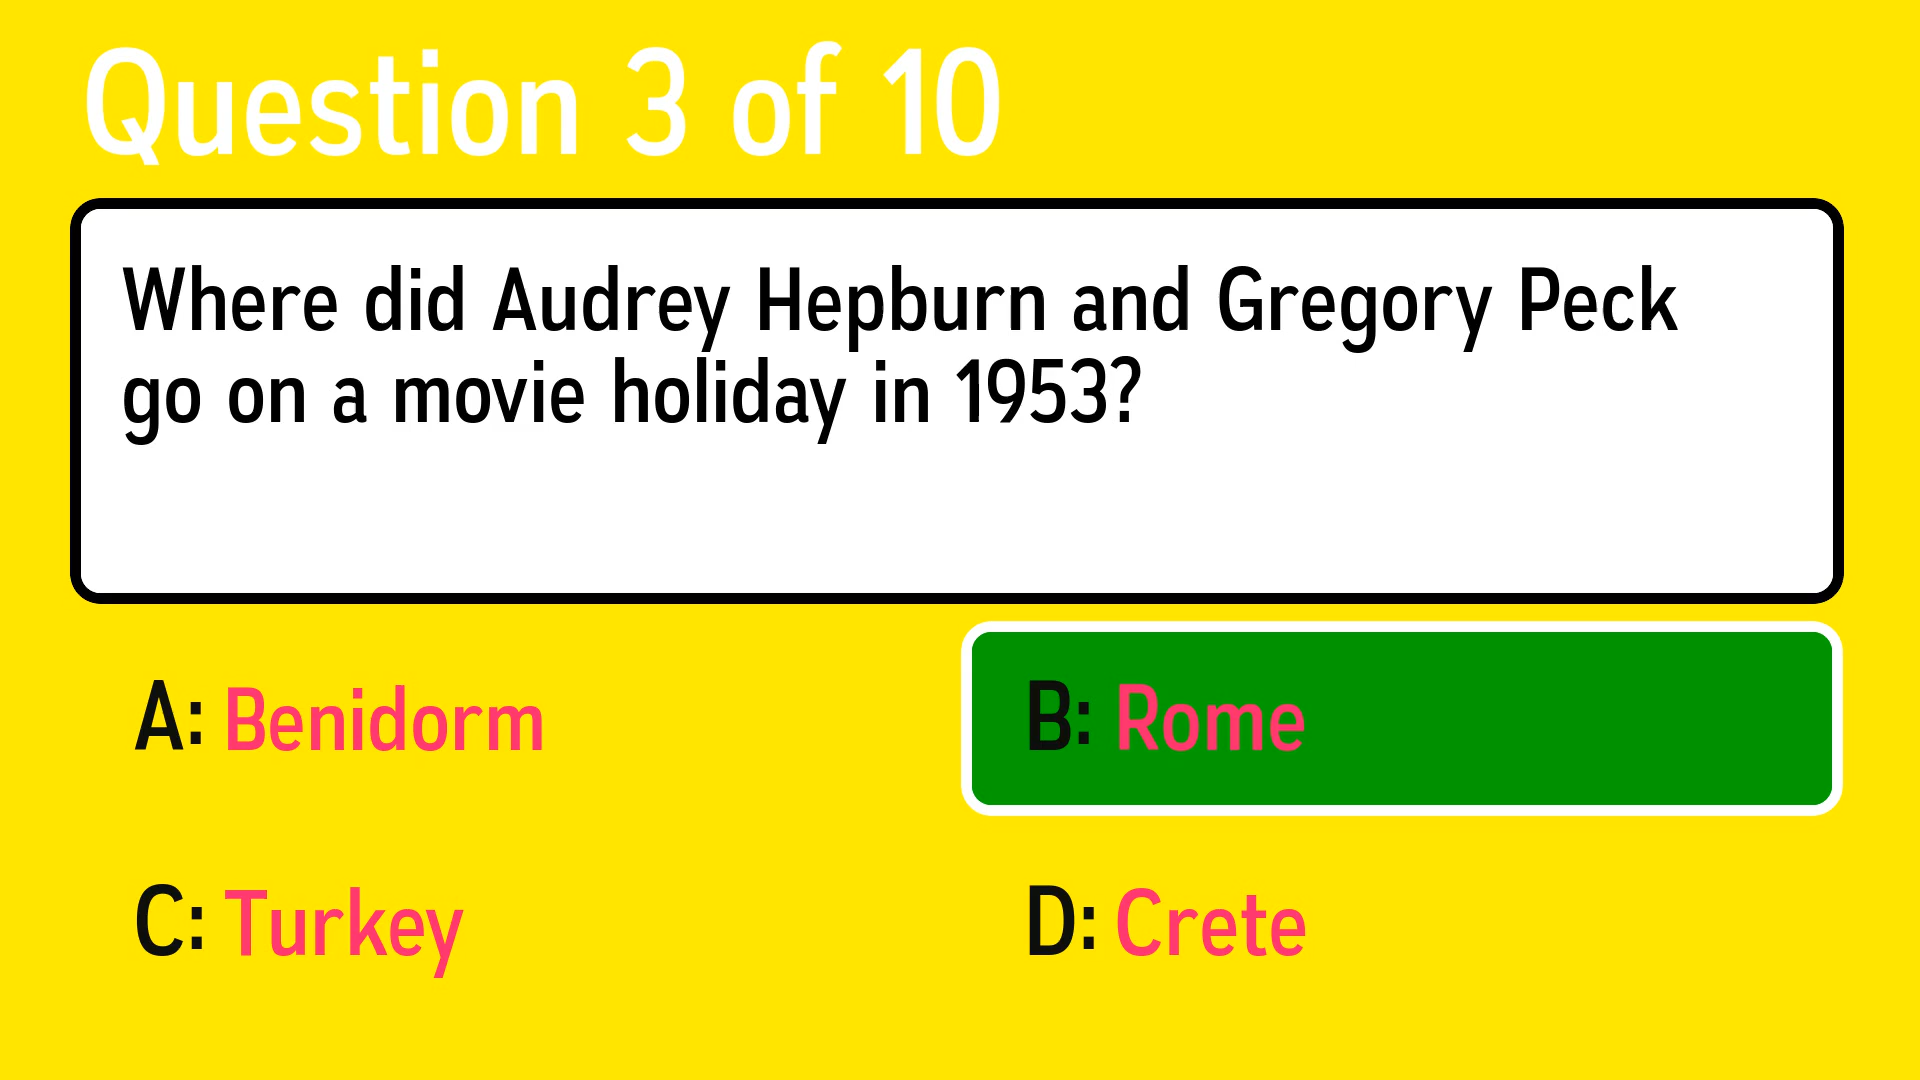 Question 3 of 10
Where did Audrey Hepburn and Gregory Peck
go on a movie holiday in 1953?
A: Benidorm
B: Rome
C: Turkey
D: Crete